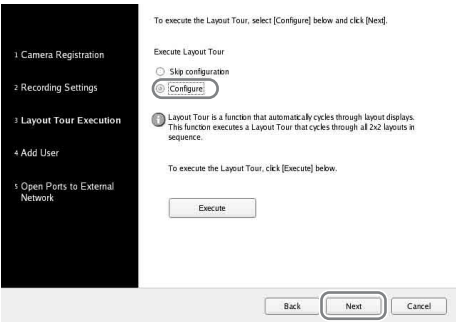 To execute the Layout Tour, select [Configure] below and click [Next].
1 Camera Registration
2 Recording Settings
3 Layout Tour Execution
4 Add User
5 Open Ports to External
Network
Execute Layout Tour
Skip configuration
Configure
Layout Tour is a function that automatically cycles through layout displays.
This function executes a Layout Tour that cycles through all 2x2 layouts in
sequence.
To execute the Layout Tour, click [Execute] below.
Execute
Back Next Cancel